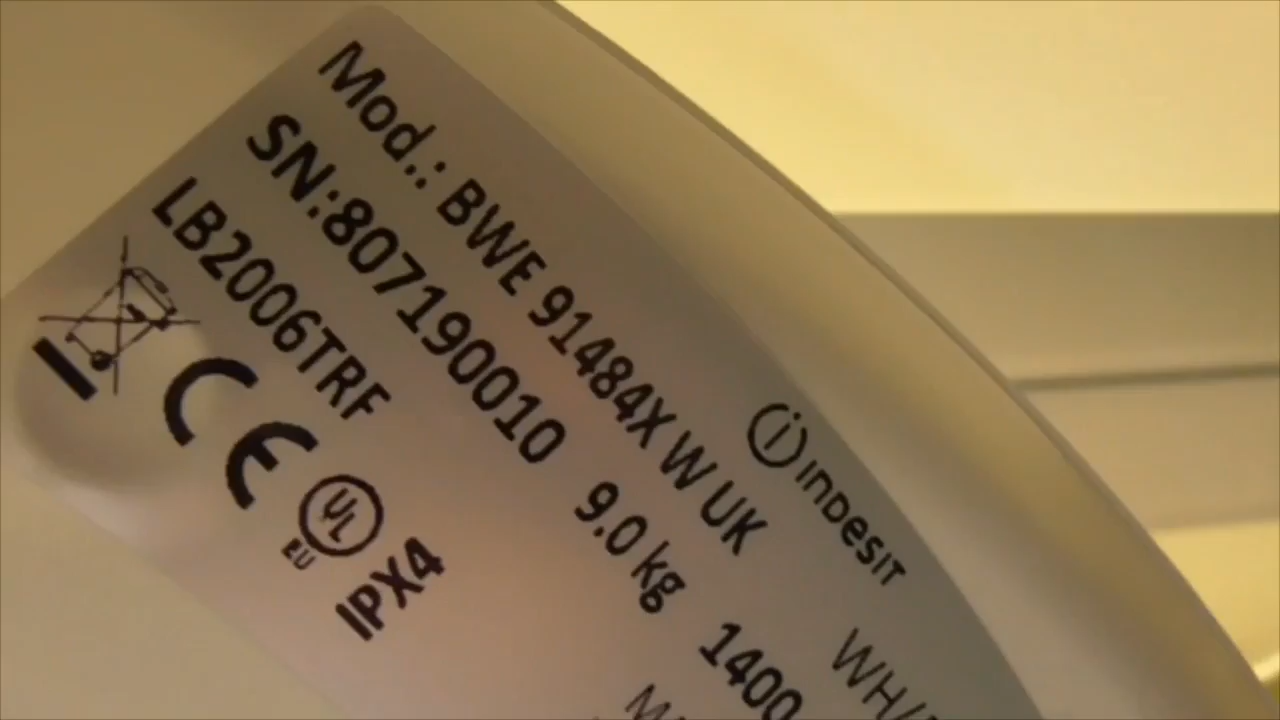 Mod.: BWE 91484X W UK
indesit
SN:807190010 9.0 kg
LB2006TRF
1400
CE
UL
EU
IPX4